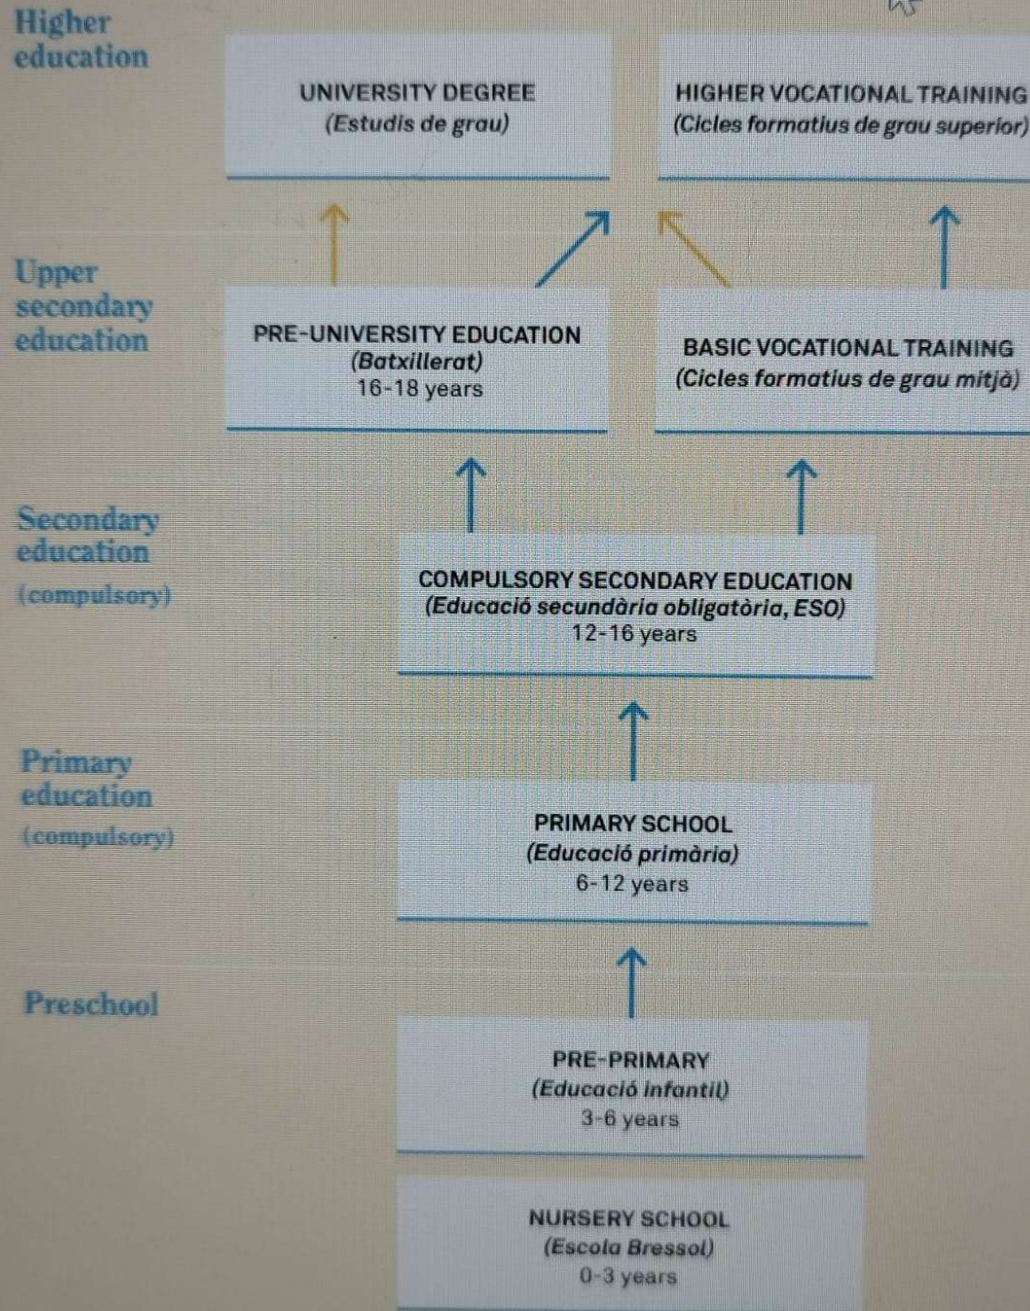 Higher
education
UNIVERSITY DEGREE
(Estudis de grau)
HIGHER VOCATIONAL TRAINING
(Cicles formatius de grau superior)
Upper
secondary
education
PRE-UNIVERSITY EDUCATION
(Batxillerat)
16-18 years
BASIC VOCATIONAL TRAINING
(Cicles formatius de grau mitjà)
Secondary
education
(compulsory)
COMPULSORY SECONDARY EDUCATION
(Educació secundària obligatòria, ESO)
12-16 years
Primary
education
(compulsory)
PRIMARY SCHOOL
(Educació primària)
6-12 years
Preschool
PRE-PRIMARY
(Educació infantil)
3-6 years
NURSERY SCHOOL
(Escola Bressol)
0-3 years